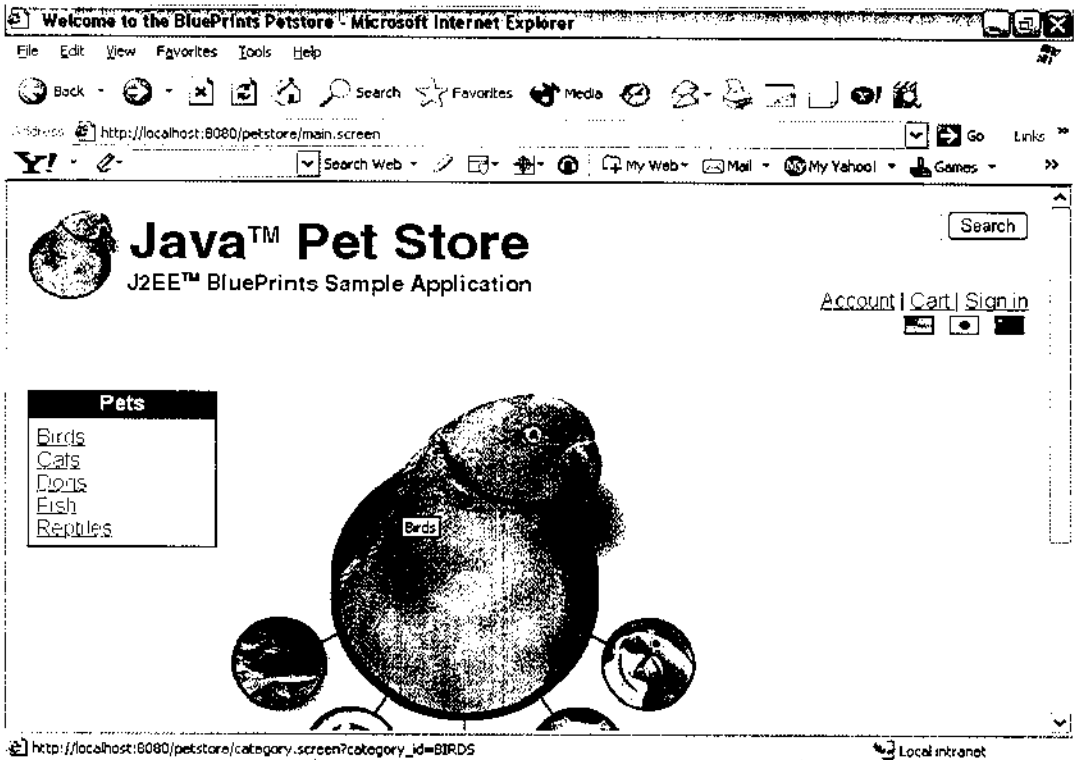 Welcome to the BluePrints Petstore - Microsoft Internet Explorer
File Edit View Favorites Tools Help
Back Search Favorites Media
Address http://localhost:8080/petstore/main.screen Go Links »
Y! Search Web My Web Mail My Yahoo! Games »
Java™ Pet Store
Search
J2EE™ BluePrints Sample Application
Account | Cart | Sign in
Pets
Birds
Cats
Dogs
Fish
Reptiles
Birds
http://localhost:8080/petstore/category.screen?category_id=BIRDS Local intranet